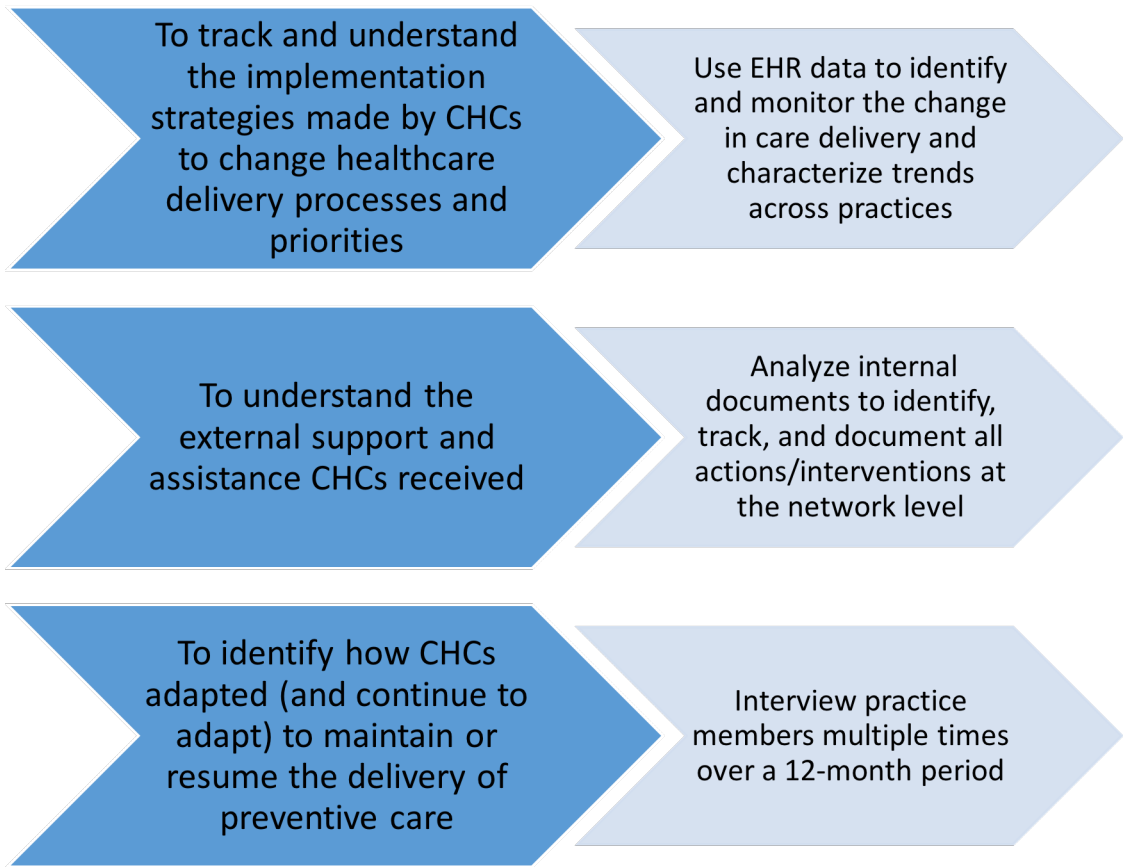 To track and understand
the implementation
strategies made by CHCs
to change healthcare
delivery processes and
priorities
Use EHR data to identify
and monitor the change
in care delivery and
characterize trends
across practices
To understand the
external support and
assistance CHCs received
Analyze internal
documents to identify,
track, and document all
actions/interventions at
the network level
To identify how CHCs
adapted (and continue to
adapt) to maintain or
resume the delivery of
preventive care
Interview practice
members multiple times
over a 12-month period